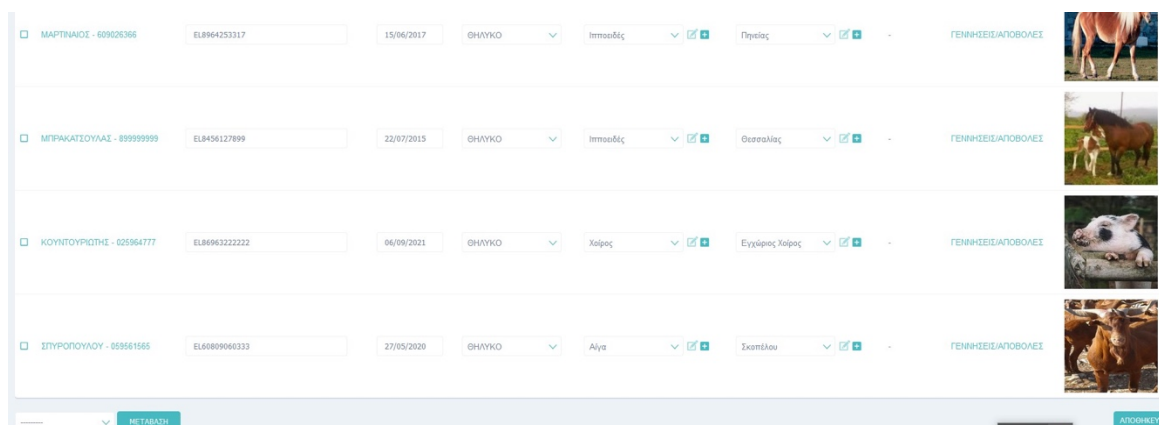 ΜΑΡΤΙΝΑΙΟΣ - 609026366 EL8964253317 15/06/2017 ΘΗΛΥΚΟ Ιπποειδές Πηνείας - ΓΕΝΝΗΣΕΙΣ/ΑΠΟΒΟΛΕΣ
ΜΠΡΑΚΑΤΣΟΥΛΑΣ - 899999999 EL8456127899 22/07/2015 ΘΗΛΥΚΟ Ιπποειδές Θεσσαλίας - ΓΕΝΝΗΣΕΙΣ/ΑΠΟΒΟΛΕΣ
ΚΟΥΝΤΟΥΡΙΩΤΗΣ - 025964777 EL86963222222 06/09/2021 ΘΗΛΥΚΟ Χοίρος Εγχώριος Χοίρος - ΓΕΝΝΗΣΕΙΣ/ΑΠΟΒΟΛΕΣ
ΣΠΥΡΟΠΟΥΛΟΥ - 059561565 EL60809060333 27/05/2020 ΘΗΛΥΚΟ Αίγα Σκοπέλου - ΓΕΝΝΗΣΕΙΣ/ΑΠΟΒΟΛΕΣ
--------- ΜΕΤΑΒΑΣΗ ΑΠΟΘΗΚΕΥ